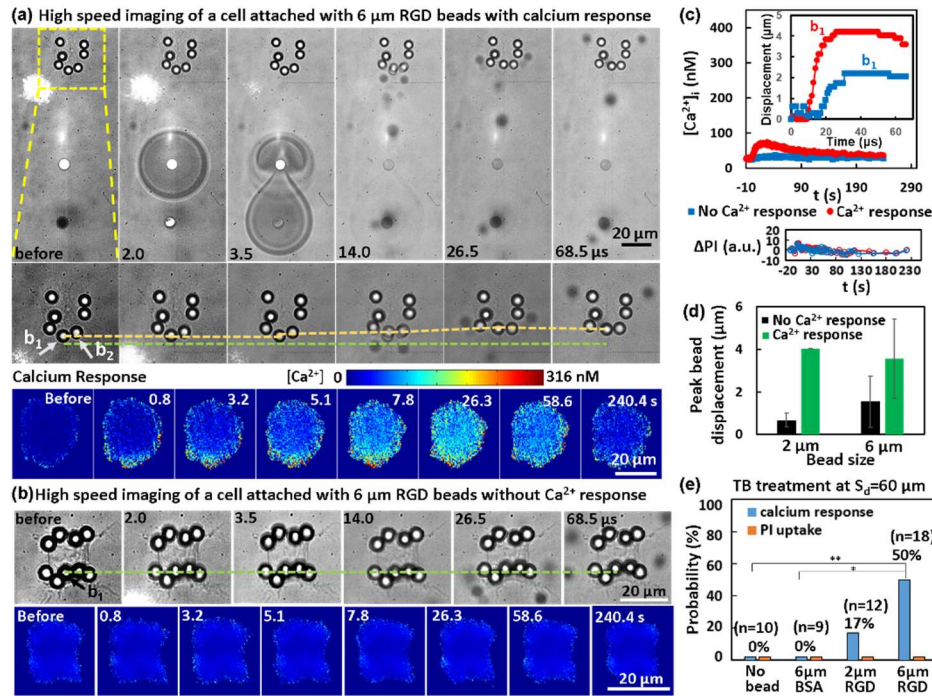 (a) High speed imaging of a cell attached with 6 µm RGD beads with calcium response
before
2.0
3.5
14.0
26.5
68.5 µs
20 µm
b₁
b₂
Calcium Response
[Ca²⁺] 0
316 nM
Before
0.8
3.2
5.1
7.8
26.3
58.6
240.4 s
20 µm
(b) High speed imaging of a cell attached with 6 µm RGD beads without Ca²⁺ response
before
2.0
3.5
14.0
26.5
68.5 µs
b₁
20 µm
Before
0.8
3.2
5.1
7.8
26.3
58.6
240.4 s
20 µm
(c)
[Ca²⁺]i (nM)
400
300
200
100
0
-10 90 190 290
t (s)
Displacement (µm)
5
4
3
2
1
0
b₁
b₁
0 20 40 60
Time (µs)
No Ca²⁺ response
Ca²⁺ response
ΔPI (a.u.)
20
10
0
-10
-20 30 80 130 180 230
t (s)
(d)
Peak bead displacement (µm)
6
4
2
0
No Ca²⁺ response
Ca²⁺ response
2 µm
6 µm
Bead size
(e) TB treatment at Sd=60 µm
Probability (%)
80
60
40
20
0
calcium response
PI uptake
**
*
(n=10)
0%
(n=9)
0%
(n=12)
17%
(n=18)
50%
No bead
6µm BSA
2µm RGD
6µm RGD